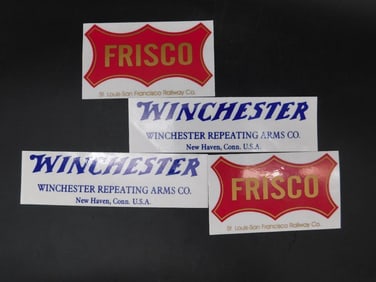 FRISCO
St. Louis-San Francisco Railway Co.
WINCHESTER
WINCHESTER REPEATING ARMS CO.
New Haven, Conn. U.S.A.
WINCHESTER
WINCHESTER REPEATING ARMS CO.
New Haven, Conn. U.S.A.
FRISCO
St. Louis-San Francisco Railway Co.